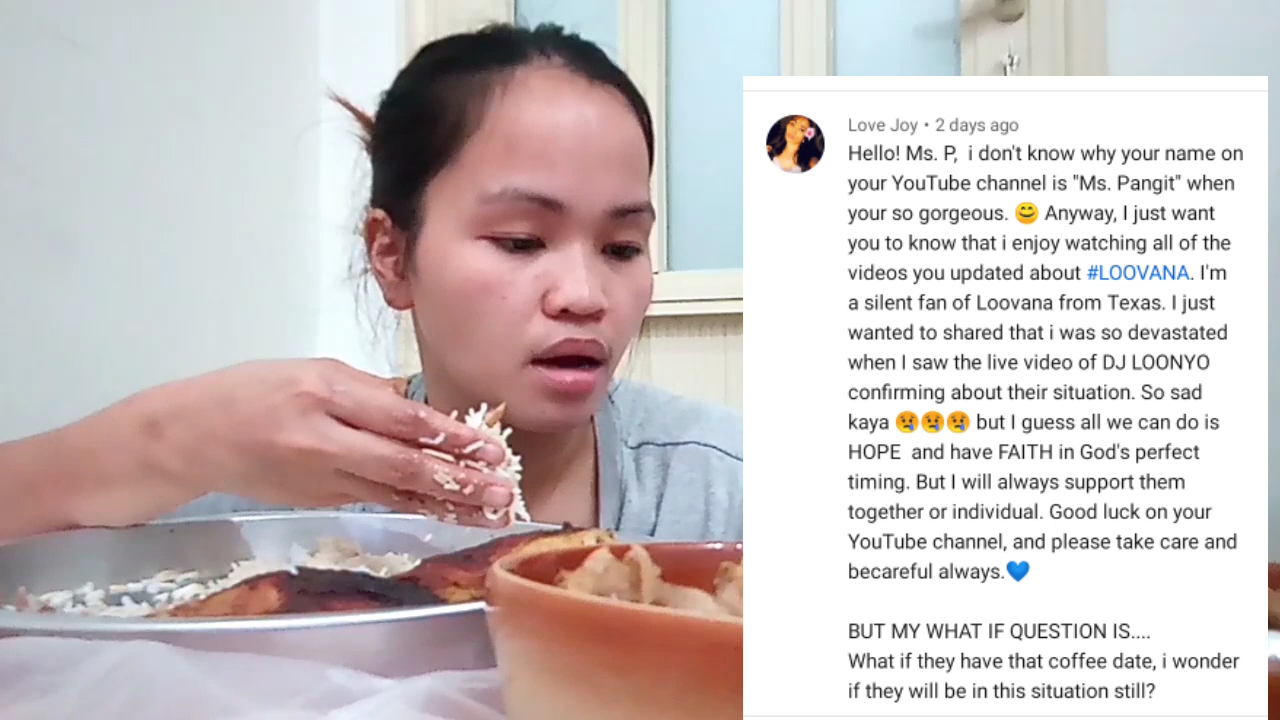 Love Joy • 2 days ago
Hello! Ms. P,  i don't know why your name on
your YouTube channel is "Ms. Pangit" when
your so gorgeous. 😊 Anyway, I just want
you to know that i enjoy watching all of the
videos you updated about #LOOVANA. I'm
a silent fan of Loovana from Texas. I just
wanted to shared that i was so devastated
when I saw the live video of DJ LOONYO
confirming about their situation. So sad
kaya 😢😢😢 but I guess all we can do is
HOPE  and have FAITH in God's perfect
timing. But I will always support them
together or individual. Good luck on your
YouTube channel, and please take care and
becareful always.💙
BUT MY WHAT IF QUESTION IS....
What if they have that coffee date, i wonder
if they will be in this situation still?